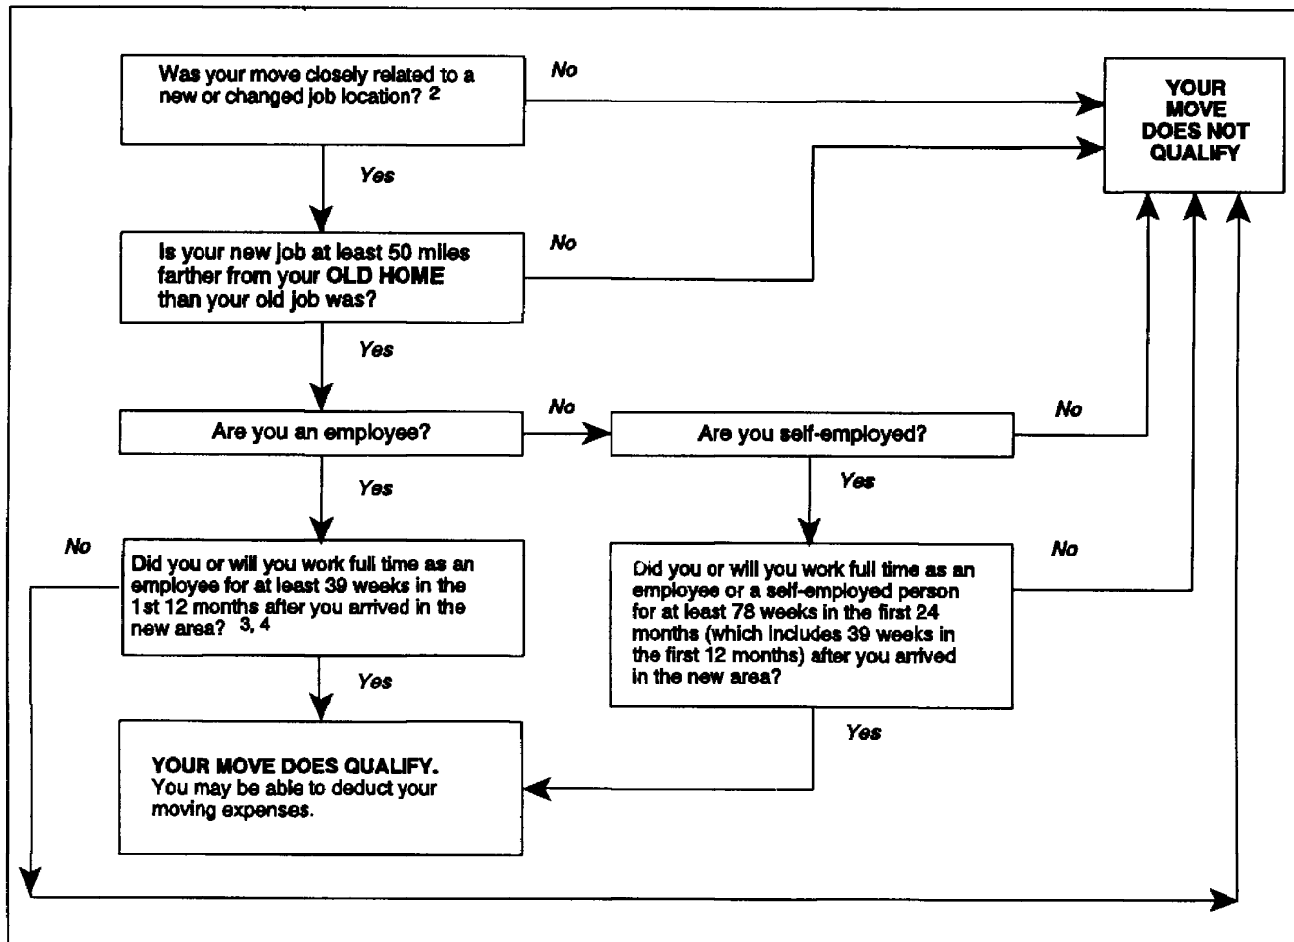 Was your move closely related to a
new or changed job location? 2
No
YOUR
MOVE
DOES NOT
QUALIFY
Yes
Is your new job at least 50 miles
farther from your OLD HOME
than your old job was?
No
Yes
Are you an employee?
No
Are you self-employed?
No
Yes
Yes
No
Did you or will you work full time as an
employee for at least 39 weeks in the
1st 12 months after you arrived in the
new area? 3, 4
Did you or will you work full time as an
employee or a self-employed person
for at least 78 weeks in the first 24
months (which includes 39 weeks in
the first 12 months) after you arrived
in the new area?
No
Yes
Yes
YOUR MOVE DOES QUALIFY.
You may be able to deduct your
moving expenses.